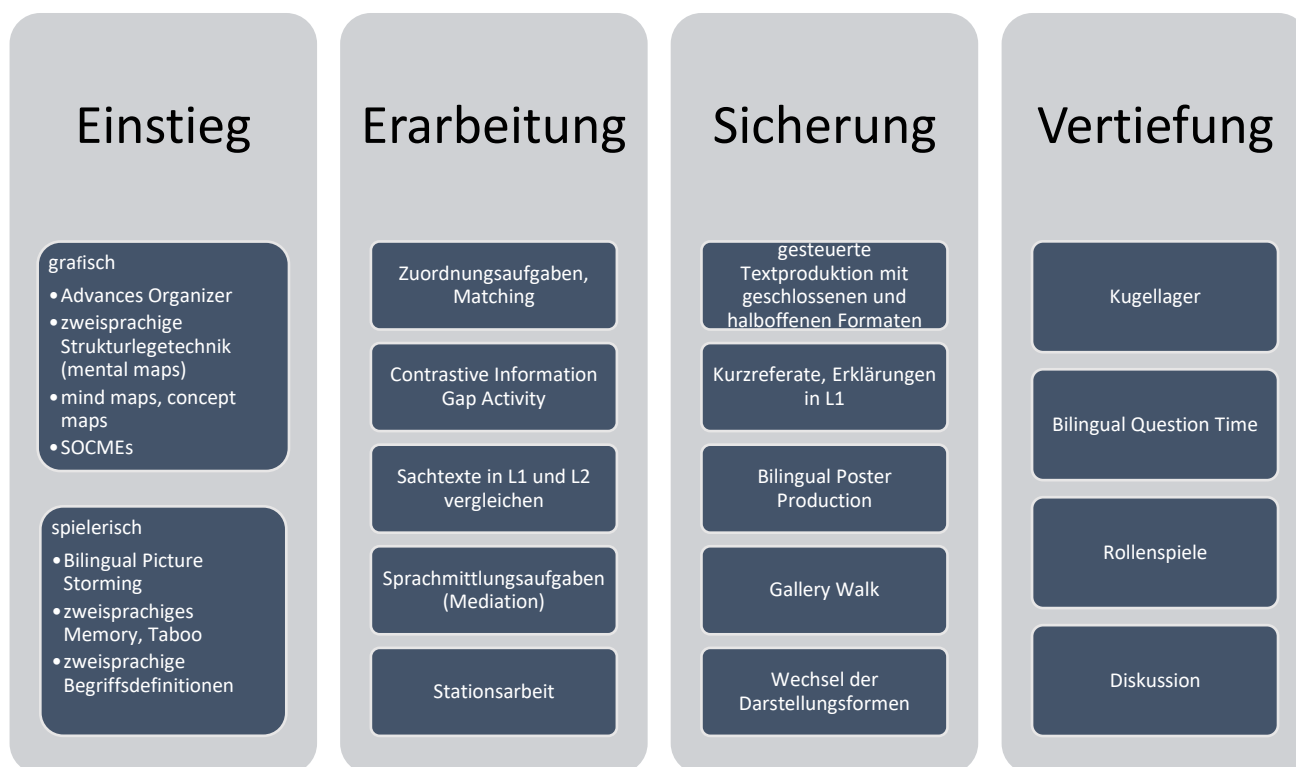 Einstieg
grafisch
•Advances Organizer
•zweisprachige
Strukturlegetechnik
(mental maps)
•mind maps, concept
maps
•SOCMEs
spielerisch
•Bilingual Picture
Storming
•zweisprachiges
Memory, Taboo
•zweisprachige
Begriffsdefinitionen
Erarbeitung
Zuordnungsaufgaben,
Matching
Contrastive Information
Gap Activity
Sachtexte in L1 und L2
vergleichen
Sprachmittlungsaufgaben
(Mediation)
Stationsarbeit
Sicherung
gesteuerte
Textproduktion mit
geschlossenen und
halboffenen Formaten
Kurzreferate, Erklärungen
in L1
Bilingual Poster
Production
Gallery Walk
Wechsel der
Darstellungsformen
Vertiefung
Kugellager
Bilingual Question Time
Rollenspiele
Diskussion